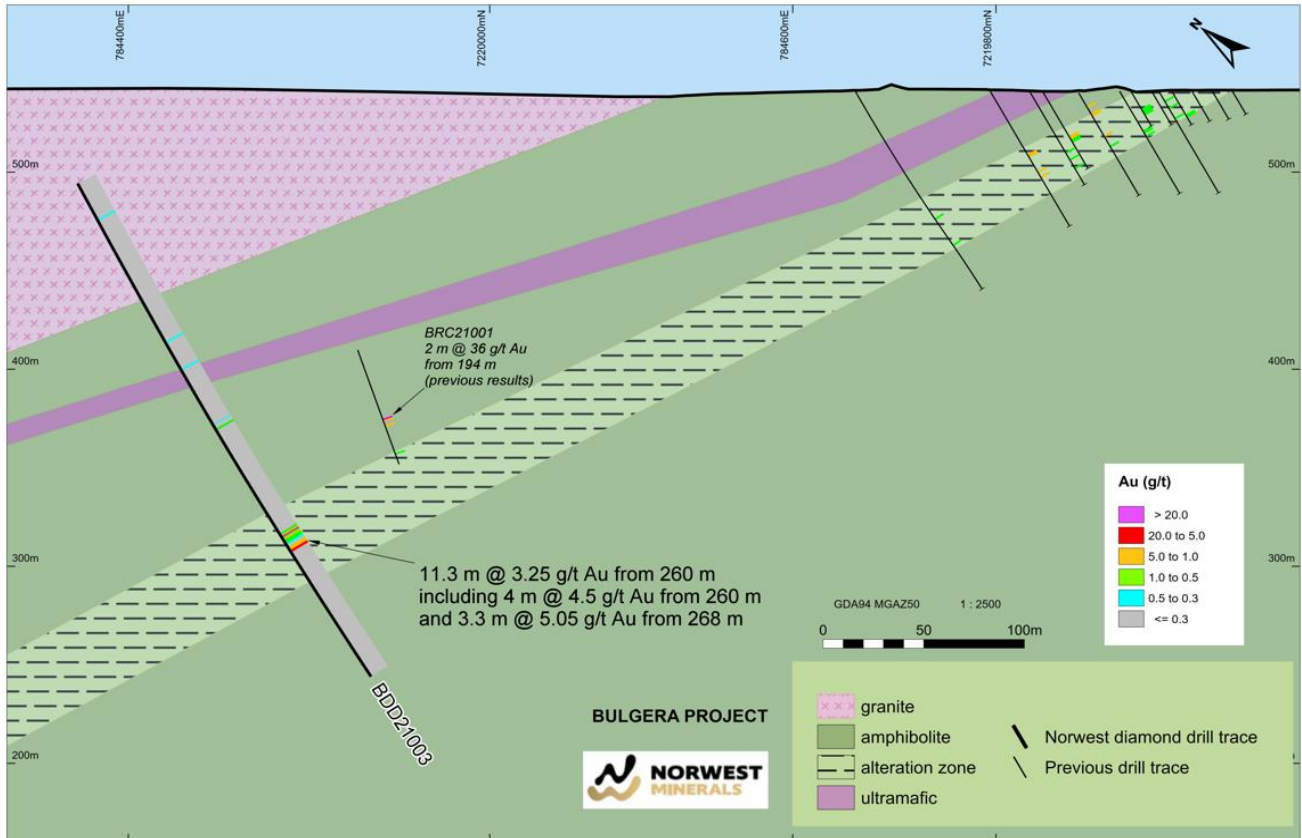 784400mE
7220000mN
784600mE
7219800mN
N
500m
500m
400m
400m
300m
300m
200m
200m
BRC21001
2 m @ 36 g/t Au
from 194 m
(previous results)
11.3 m @ 3.25 g/t Au from 260 m
including 4 m @ 4.5 g/t Au from 260 m
and 3.3 m @ 5.05 g/t Au from 268 m
BDD21003
Au (g/t)
> 20.0
20.0 to 5.0
5.0 to 1.0
1.0 to 0.5
0.5 to 0.3
<= 0.3
GDA94 MGAZ50 1 : 2500
0 50 100m
BULGERA PROJECT
NORWEST
MINERALS
granite
amphibolite
alteration zone
ultramafic
Norwest diamond drill trace
Previous drill trace